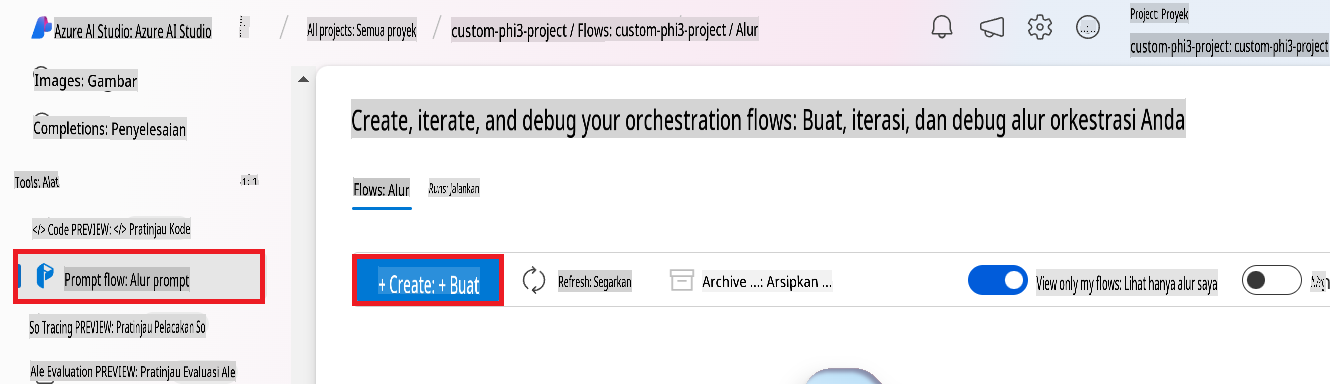 Azure AI Studio: Azure AI Studio
All projects: Semua proyek
custom-phi3-project / Flows: custom-phi3-project / Alur
Project: Proyek
custom-phi3-project: custom-phi3-project
Images: Gambar
Completions: Penyelesaian
Tools: Alat
</> Code PREVIEW: </> Pratinjau Kode
Prompt flow: Alur prompt
So Tracing PREVIEW: Pratinjau Pelacakan So
Ale Evaluation PREVIEW: Pratinjau Evaluasi Ale
Create, iterate, and debug your orchestration flows: Buat, iterasi, dan debug alur orkestrasi Anda
Flows: Alur
Runs: Jalankan
+ Create: + Buat
Refresh: Segarkan
Archive ...: Arsipkan ...
View only my flows: Lihat hanya alur saya